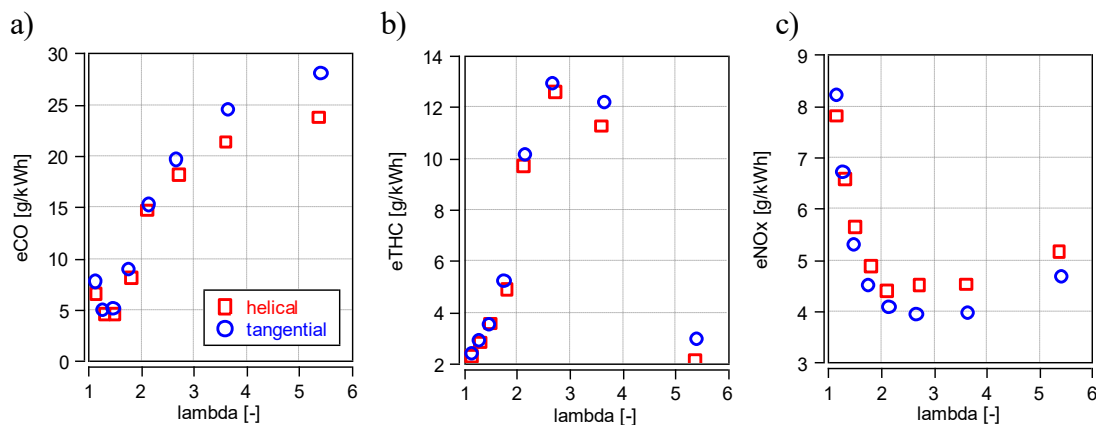 a)
30
25
20
15
10
5
0
eCO [g/kWh]
1 2 3 4 5 6
lambda [-]
helical
tangential
b)
14
12
10
8
6
4
2
eTHC [g/kWh]
1 2 3 4 5 6
lambda [-]
c)
9
8
7
6
5
4
3
eNOx [g/kWh]
1 2 3 4 5 6
lambda [-]